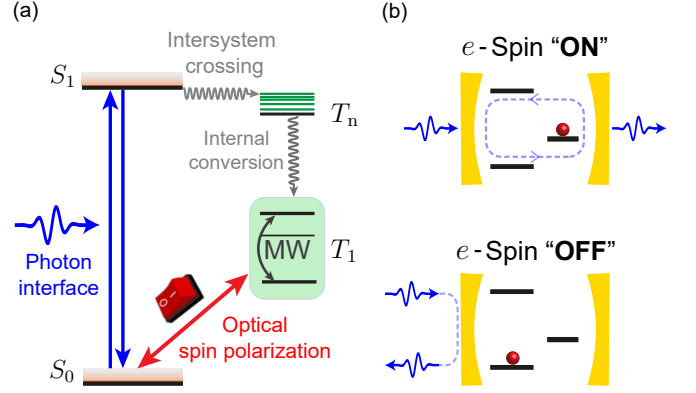 (a)
Intersystem
crossing
S1
Tn
Internal
conversion
MW
T1
Photon
interface
Optical
spin polarization
S0
(b)
e - Spin “ON”
e - Spin “OFF”